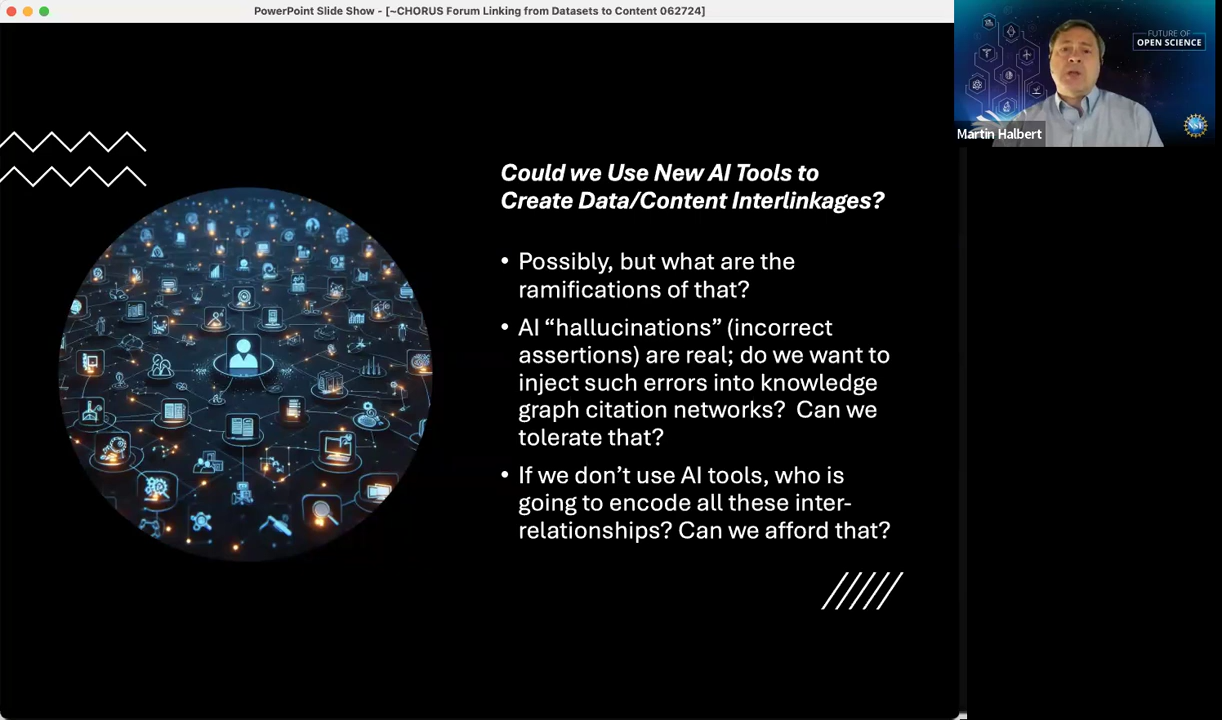 PowerPoint Slide Show - [~CHORUS Forum Linking from Datasets to Content 062724]
FUTURE OF
OPEN SCIENCE
NSF
Martin Halbert
Could we Use New AI Tools to
Create Data/Content Interlinkages?
• Possibly, but what are the
ramifications of that?
• AI “hallucinations” (incorrect
assertions) are real; do we want to
inject such errors into knowledge
graph citation networks?  Can we
tolerate that?
• If we don’t use AI tools, who is
going to encode all these inter-
relationships? Can we afford that?